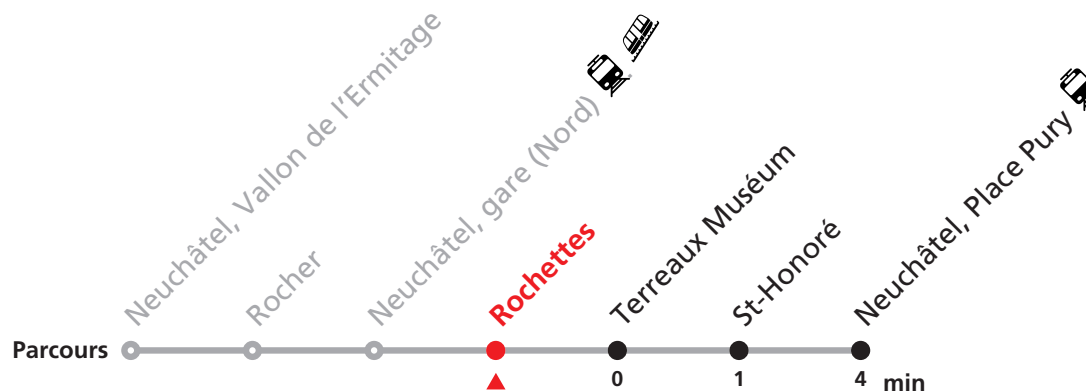 Neuchâtel, Vallon de l'Ermitage
Rocher
Neuchâtel, gare (Nord)
Rochettes
Terreaux Muséum
St-Honoré
Neuchâtel, Place Pury
Parcours
0 1 4 min